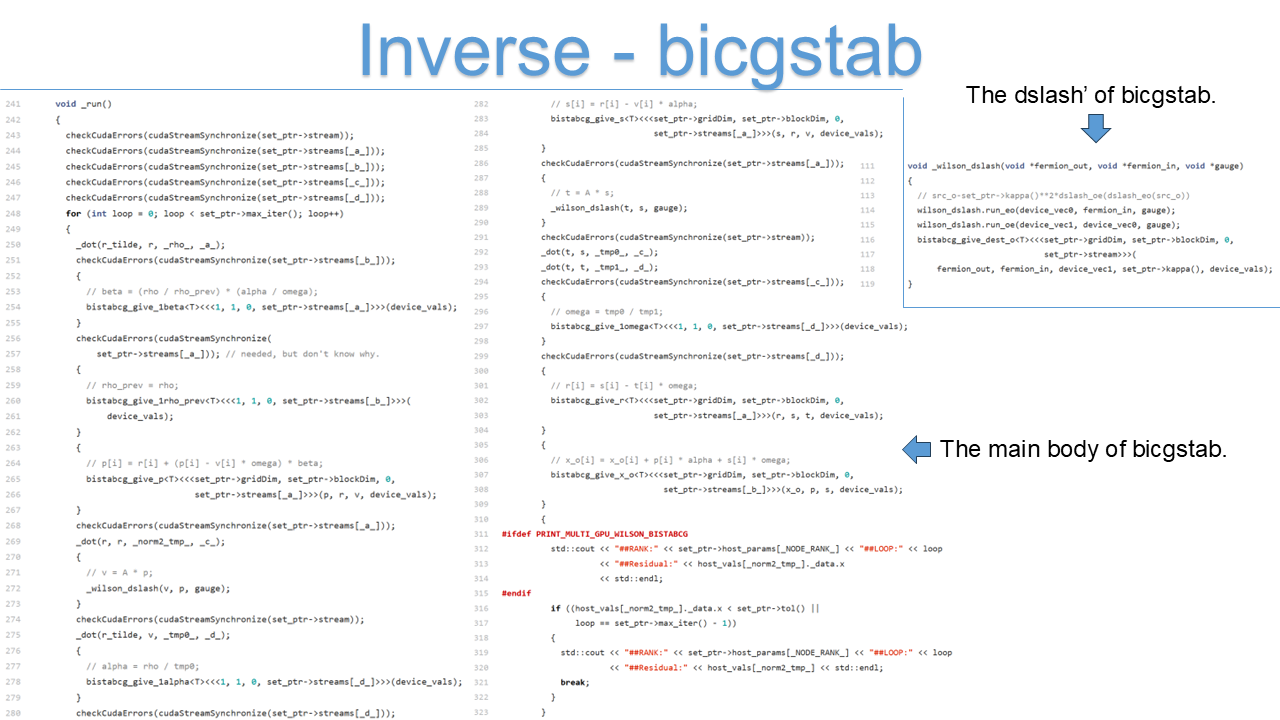 Inverse - bicgstab
241 void _run()
242 {
243 checkCudaErrors(cudaStreamSynchronize(set_ptr->stream));
244 checkCudaErrors(cudaStreamSynchronize(set_ptr->streams[_a_]));
245 checkCudaErrors(cudaStreamSynchronize(set_ptr->streams[_b_]));
246 checkCudaErrors(cudaStreamSynchronize(set_ptr->streams[_c_]));
247 checkCudaErrors(cudaStreamSynchronize(set_ptr->streams[_d_]));
248 for (int loop = 0; loop < set_ptr->max_iter(); loop++)
249 {
250 _dot(r_tilde, r, _rho_, _a_);
251 checkCudaErrors(cudaStreamSynchronize(set_ptr->streams[_b_]));
252 {
253 // beta = (rho / rho_prev) * (alpha / omega);
254 bistabcg_give_1beta<T><<<1, 1, 0, set_ptr->streams[_a_]>>>(device_vals);
255 }
256 checkCudaErrors(cudaStreamSynchronize(
257 set_ptr->streams[_a_])); // needed, but don't know why.
258 {
259 // rho_prev = rho;
260 bistabcg_give_1rho_prev<T><<<1, 1, 0, set_ptr->streams[_b_]>>>(
261 device_vals);
262 }
263 {
264 // p[i] = r[i] + (p[i] - v[i] * omega) * beta;
265 bistabcg_give_p<T><<<set_ptr->gridDim, set_ptr->blockDim, 0,
266 set_ptr->streams[_a_]>>>(p, r, v, device_vals);
267 }
268 checkCudaErrors(cudaStreamSynchronize(set_ptr->streams[_a_]));
269 _dot(r, r, _norm2_tmp_, _c_);
270 {
271 // v = A * p;
272 _wilson_dslash(v, p, gauge);
273 }
274 checkCudaErrors(cudaStreamSynchronize(set_ptr->stream));
275 _dot(r_tilde, v, _tmp0_, _d_);
276 {
277 // alpha = rho / tmp0;
278 bistabcg_give_1alpha<T><<<1, 1, 0, set_ptr->streams[_d_]>>>(device_vals);
279 }
280 checkCudaErrors(cudaStreamSynchronize(set_ptr->streams[_d_]));
282 // s[i] = r[i] - v[i] * alpha;
283 bistabcg_give_s<T><<<set_ptr->gridDim, set_ptr->blockDim, 0,
284 set_ptr->streams[_a_]>>>(s, r, v, device_vals);
285 }
286 checkCudaErrors(cudaStreamSynchronize(set_ptr->streams[_a_]));
287 {
288 // t = A * s;
289 _wilson_dslash(t, s, gauge);
290 }
291 checkCudaErrors(cudaStreamSynchronize(set_ptr->stream));
292 _dot(t, s, _tmp0_, _c_);
293 _dot(t, t, _tmp1_, _d_);
294 checkCudaErrors(cudaStreamSynchronize(set_ptr->streams[_c_]));
295 {
296 // omega = tmp0 / tmp1;
297 bistabcg_give_1omega<T><<<1, 1, 0, set_ptr->streams[_d_]>>>(device_vals);
298 }
299 checkCudaErrors(cudaStreamSynchronize(set_ptr->streams[_d_]));
300 {
301 // r[i] = s[i] - t[i] * omega;
302 bistabcg_give_r<T><<<set_ptr->gridDim, set_ptr->blockDim, 0,
303 set_ptr->streams[_a_]>>>(r, s, t, device_vals);
304 }
305 {
306 // x_o[i] = x_o[i] + p[i] * alpha + s[i] * omega;
307 bistabcg_give_x_o<T><<<set_ptr->gridDim, set_ptr->blockDim, 0,
308 set_ptr->streams[_b_]>>>(x_o, p, s, device_vals);
309 }
310 {
311 #ifdef PRINT_MULTI_GPU_WILSON_BISTABCG
312 std::cout << "##RANK:" << set_ptr->host_params[_NODE_RANK_] << "##LOOP:" << loop
313 << "##Residual:" << host_vals[_norm2_tmp_]._data.x
314 << std::endl;
315 #endif
316 if ((host_vals[_norm2_tmp_]._data.x < set_ptr->tol() ||
317 loop == set_ptr->max_iter() - 1))
318 {
319 std::cout << "##RANK:" << set_ptr->host_params[_NODE_RANK_] << "##LOOP:" << loop
320 << "##Residual:" << host_vals[_norm2_tmp_] << std::endl;
321 break;
322 }
323 }
The dslash’ of bicgstab.
111 void _wilson_dslash(void *fermion_out, void *fermion_in, void *gauge)
112 {
113 // src_o-set_ptr->kappa()**2*dslash_oe(dslash_eo(src_o))
114 wilson_dslash.run_eo(device_vec0, fermion_in, gauge);
115 wilson_dslash.run_oe(device_vec1, device_vec0, gauge);
116 bistabcg_give_dest_o<T><<<set_ptr->gridDim, set_ptr->blockDim, 0,
117 set_ptr->stream>>>(
118 fermion_out, fermion_in, device_vec1, set_ptr->kappa(), device_vals);
119 }
The main body of bicgstab.